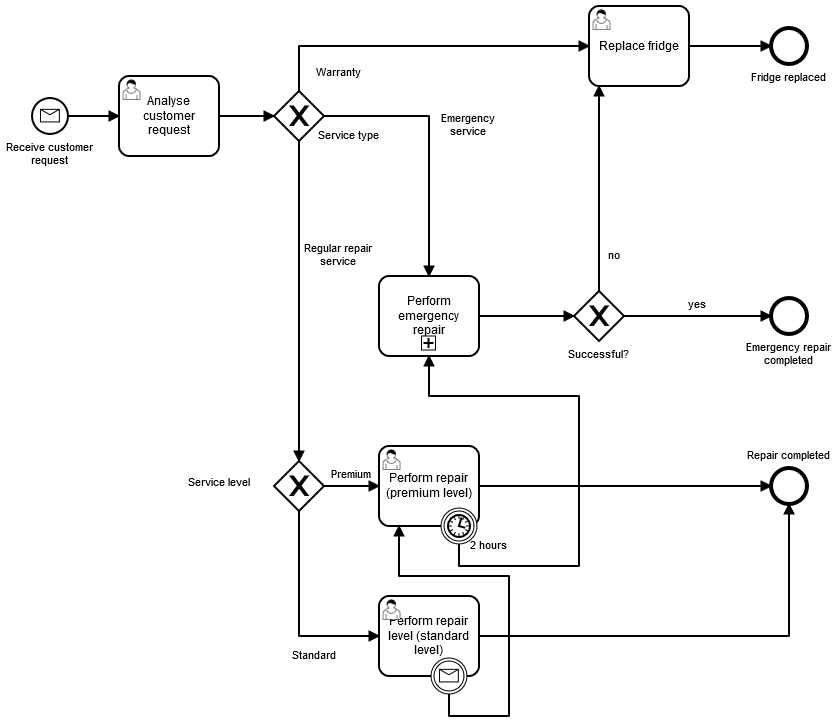 Replace fridge
Fridge replaced
Warranty
Analyse
customer
request
Receive customer
request
Service type
Emergency
service
Regular repair
service
no
Perform
emergency
repair
yes
Successful?
Emergency repair
completed
Repair completed
Service level
Premium
Perform repair
(premium level)
2 hours
Perform repair
level (standard
level)
Standard